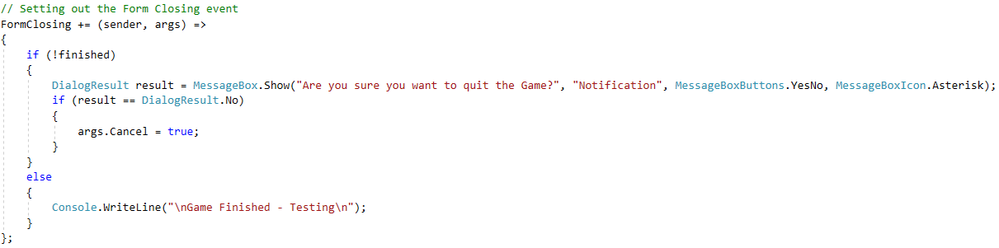 // Setting out the Form Closing event
FormClosing += (sender, args) =>
{
    if (!finished)
    {
        DialogResult result = MessageBox.Show("Are you sure you want to quit the Game?", "Notification", MessageBoxButtons.YesNo, MessageBoxIcon.Asterisk);
        if (result == DialogResult.No)
        {
            args.Cancel = true;
        }
    }
    else
    {
        Console.WriteLine("\nGame Finished - Testing\n");
    }
};